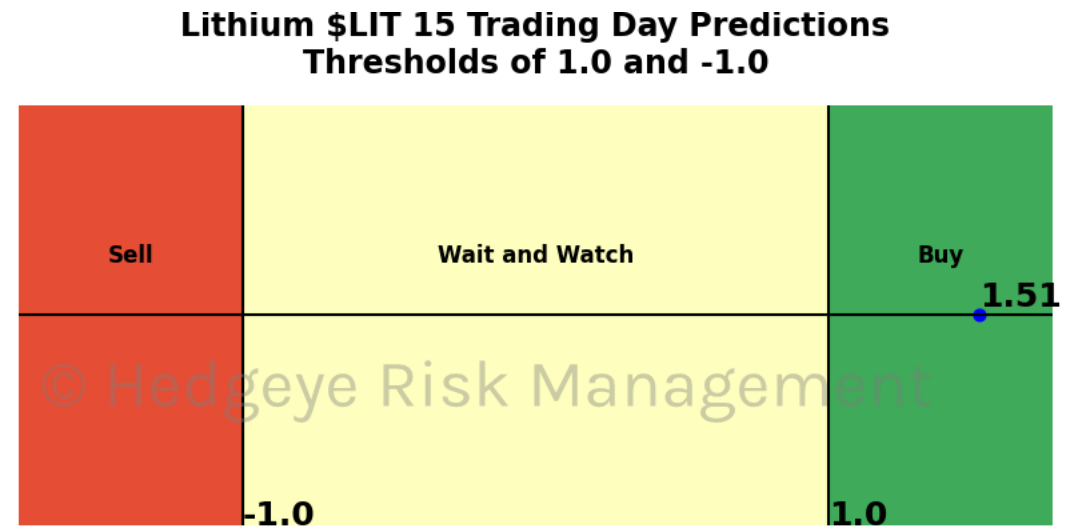 Lithium $LIT 15 Trading Day Predictions
Thresholds of 1.0 and -1.0
Sell
Wait and Watch
Buy
1.51
© Hedgeye Risk Management
-1.0
1.0